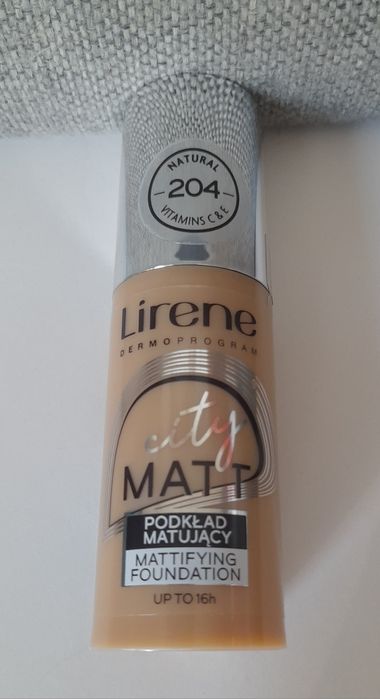 NATURAL
204
VITAMINS C & E
Lirene
DERMOPROGRAM
city
MATT
PODKŁAD
MATUJĄCY
MATTIFYING
FOUNDATION
UP TO 16h